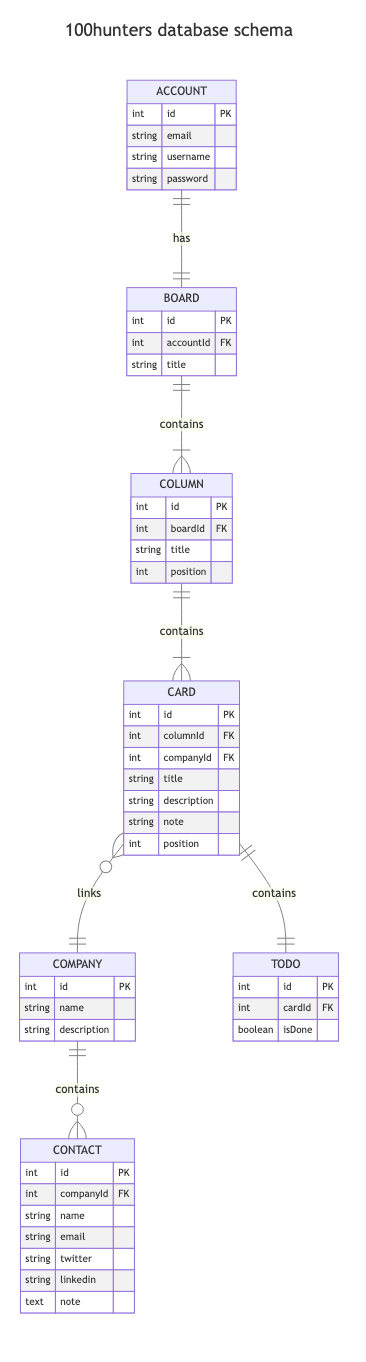 100hunters database schema
ACCOUNT
int id PK
string email
string username
string password
has
BOARD
int id PK
int accountId FK
string title
contains
COLUMN
int id PK
int boardId FK
string title
int position
contains
CARD
int id PK
int columnId FK
int companyId FK
string title
string description
string note
int position
links contains
COMPANY TODO
int id PK int id PK
string name int cardId FK
string description boolean isDone
contains
CONTACT
int id PK
int companyId FK
string name
string email
string twitter
string linkedin
text note